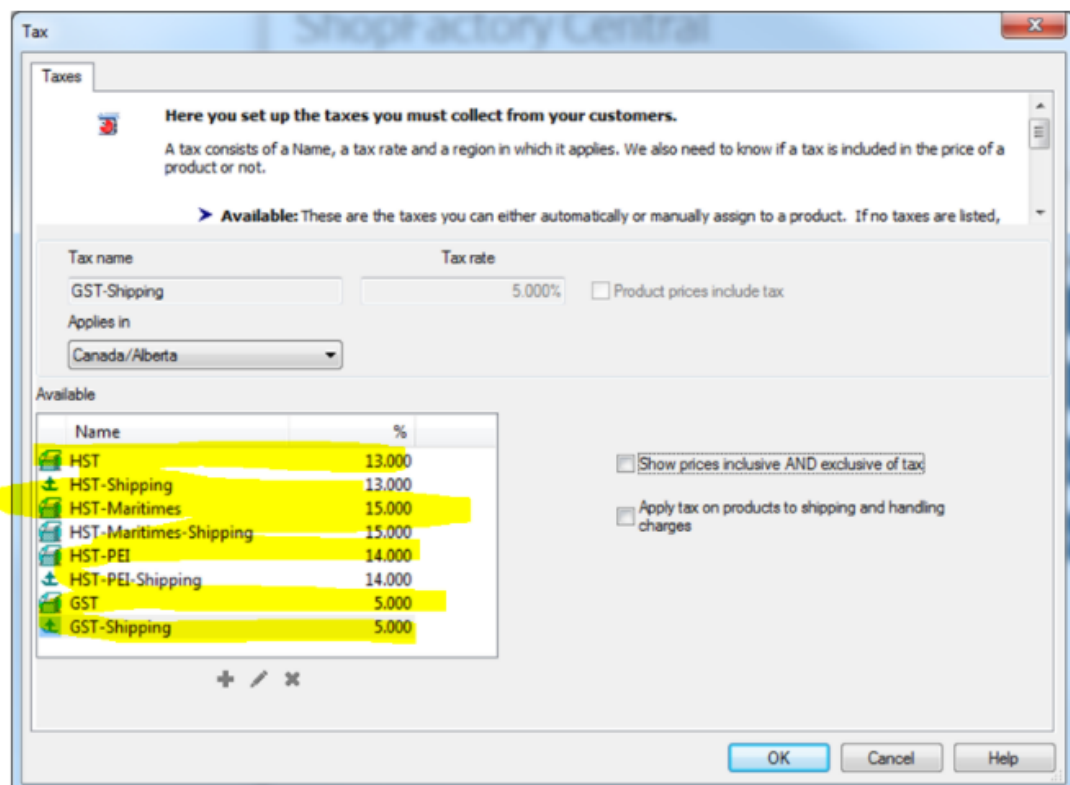 ShopFactory Central
Tax
Taxes
Here you set up the taxes you must collect from your customers.
A tax consists of a Name, a tax rate and a region in which it applies. We also need to know if a tax is included in the price of a
product or not.
Available: These are the taxes you can either automatically or manually assign to a product. If no taxes are listed,
Tax name Tax rate
GST-Shipping 5.000% Product prices include tax
Applies in
Canada/Alberta
Available
Name %
HST 13.000
HST-Shipping 13.000
HST-Maritimes 15.000
HST-Maritimes-Shipping 15.000
HST-PEI 14.000
HST-PEI-Shipping 14.000
GST 5.000
GST-Shipping 5.000
Show prices inclusive AND exclusive of tax
Apply tax on products to shipping and handling
charges
OK Cancel Help